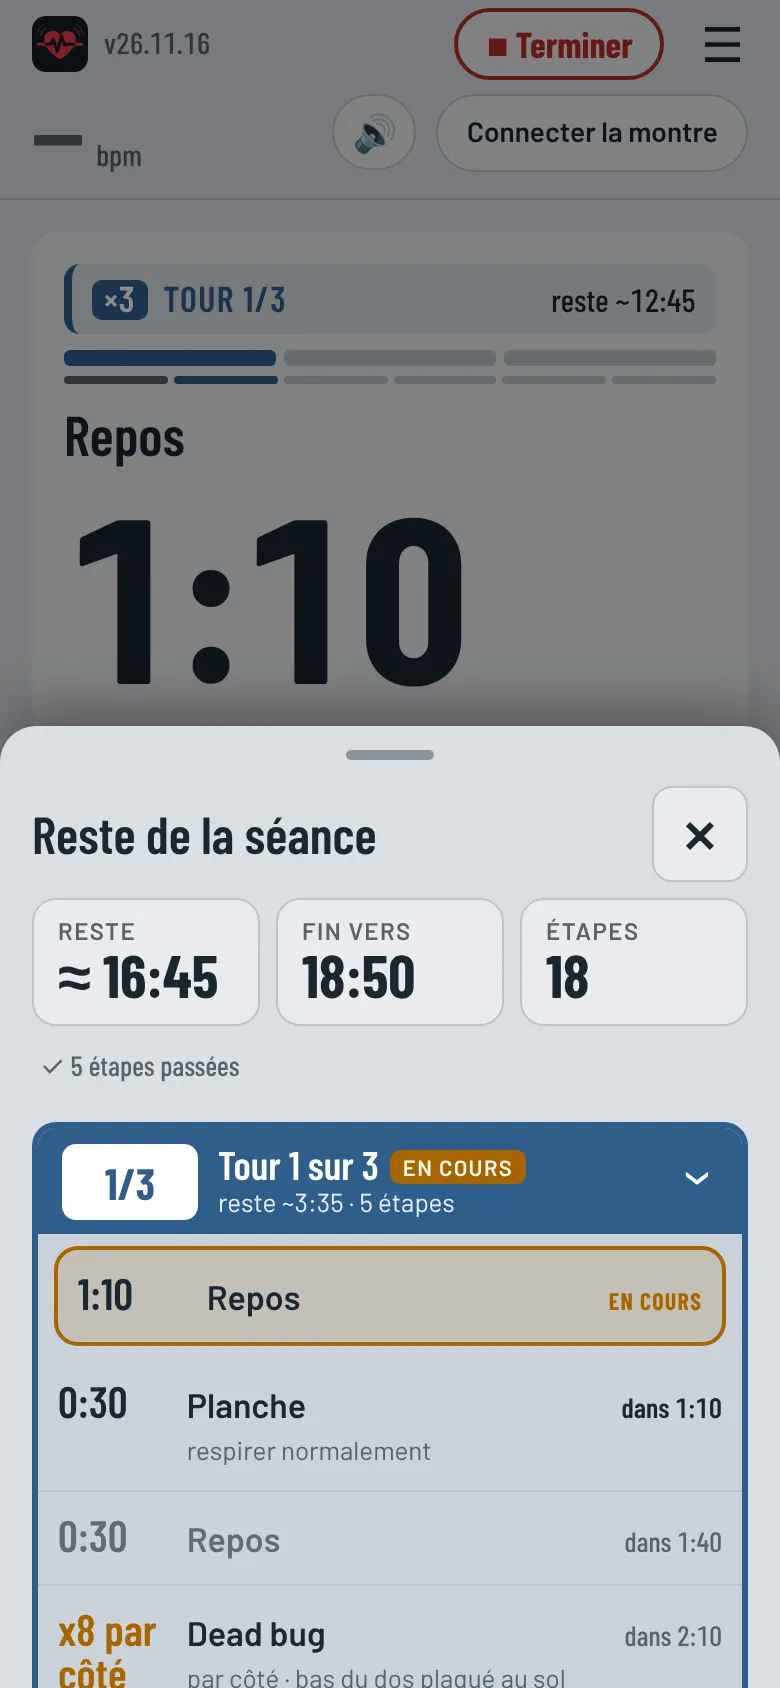 v26.11.16
■ Terminer
— bpm
Connecter la montre
×3 TOUR 1/3 reste ~12:45
Repos
1:10
Reste de la séance
✕
RESTE
≈ 16:45
FIN VERS
18:50
ÉTAPES
18
✓ 5 étapes passées
1/3
Tour 1 sur 3 EN COURS
reste ~3:35 · 5 étapes
1:10 Repos EN COURS
0:30 Planche dans 1:10
respirer normalement
0:30 Repos dans 1:40
x8 par côté
Dead bug dans 2:10
par côté · bas du dos plaqué au sol